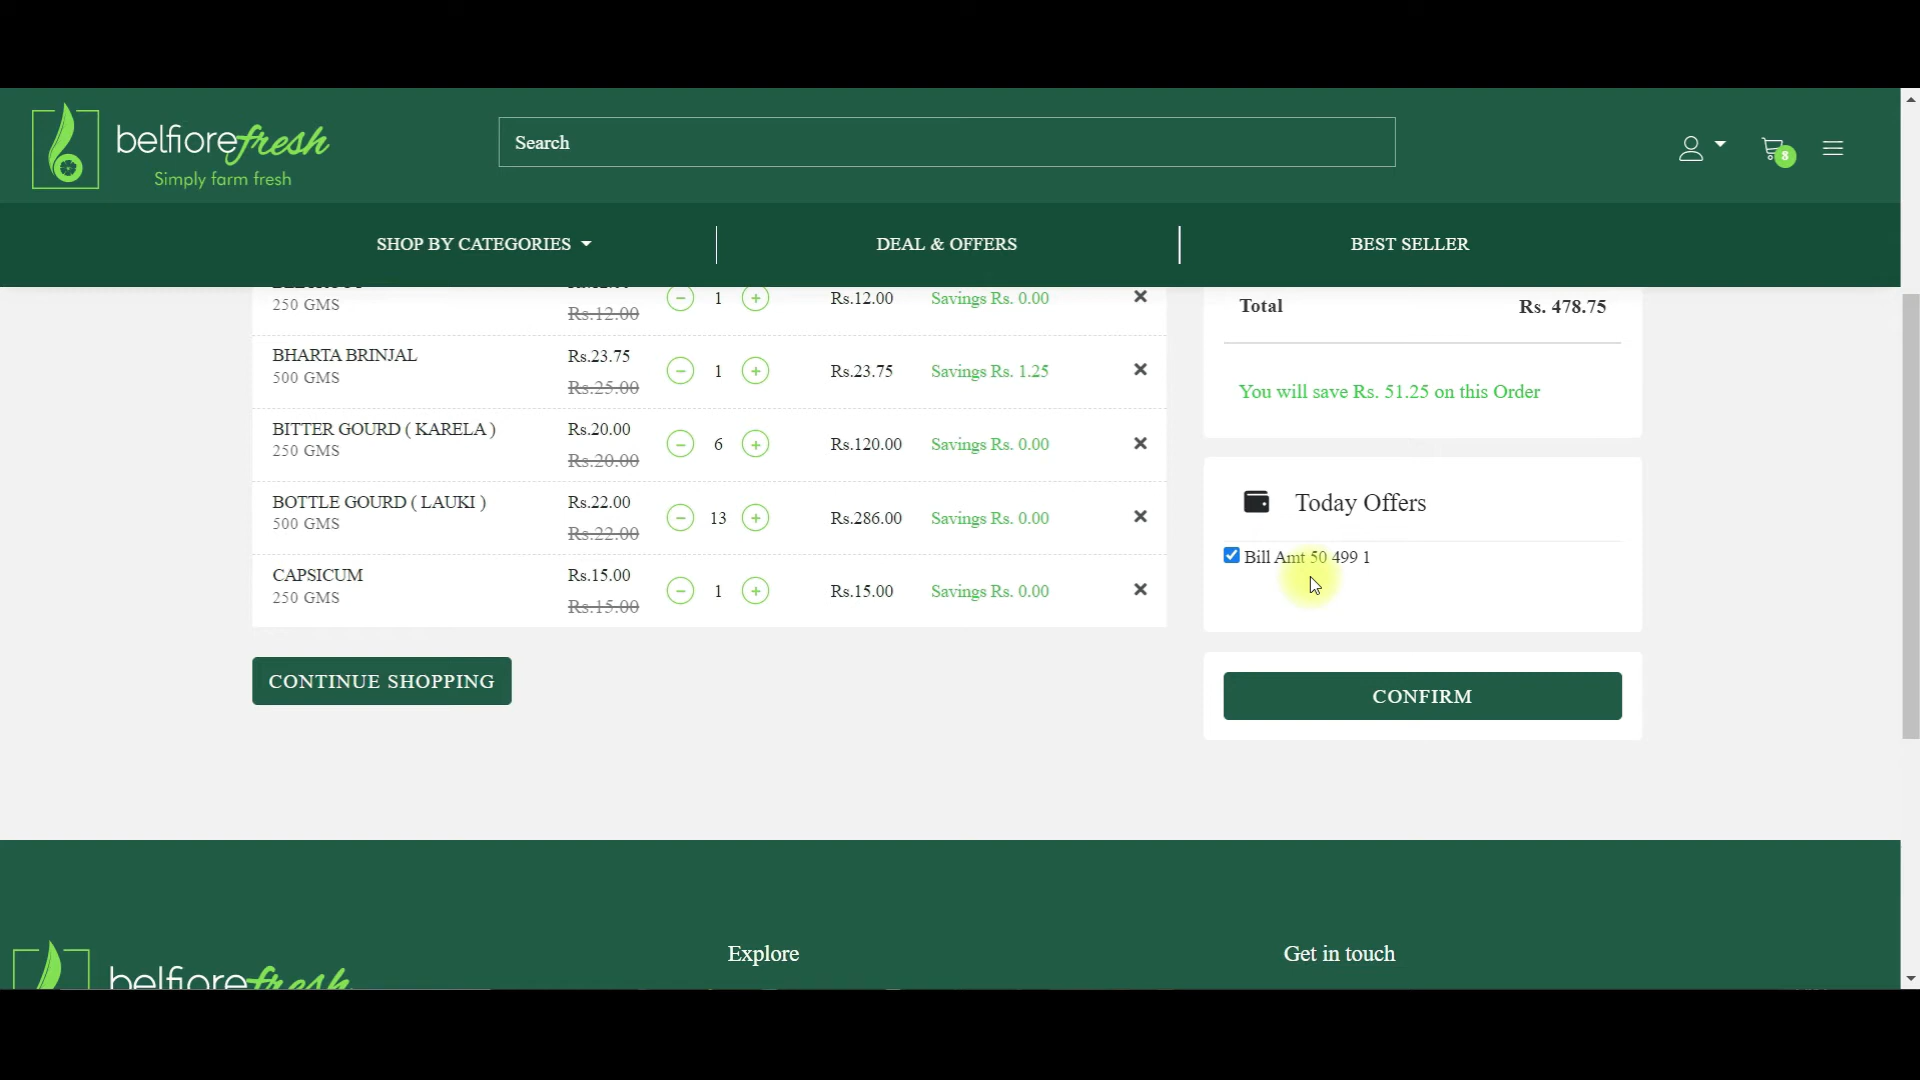 belfiorefresh
Simply farm fresh
Search
3
SHOP BY CATEGORIES
DEAL & OFFERS
BEST SELLER
250 GMS
Rs.12.00
1
Rs.12.00
Savings Rs. 0.00
BHARTA BRINJAL
500 GMS
Rs.23.75
Rs.25.00
1
Rs.23.75
Savings Rs. 1.25
BITTER GOURD ( KARELA )
250 GMS
Rs.20.00
Rs.20.00
6
Rs.120.00
Savings Rs. 0.00
BOTTLE GOURD ( LAUKI )
500 GMS
Rs.22.00
Rs.22.00
13
Rs.286.00
Savings Rs. 0.00
CAPSICUM
250 GMS
Rs.15.00
Rs.15.00
1
Rs.15.00
Savings Rs. 0.00
CONTINUE SHOPPING
Total
Rs. 478.75
You will save Rs. 51.25 on this Order
Today Offers
Bill Amt 50 499 1
CONFIRM
belfiorefresh
Explore
Get in touch